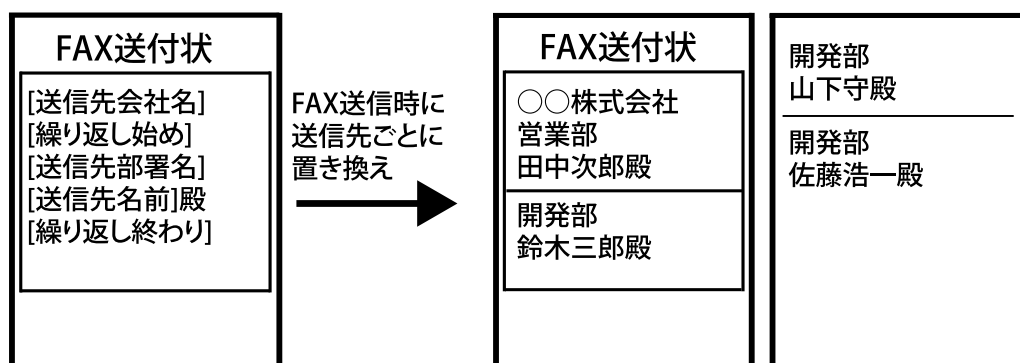 FAX送付状
[送信先会社名]
[繰り返し始め]
[送信先部署名]
[送信先名前]殿
[繰り返し終わり]
FAX送信時に
送信先ごとに
置き換え
FAX送付状
○○株式会社
営業部
田中次郎殿
開発部
鈴木三郎殿
開発部
山下守殿
開発部
佐藤浩一殿